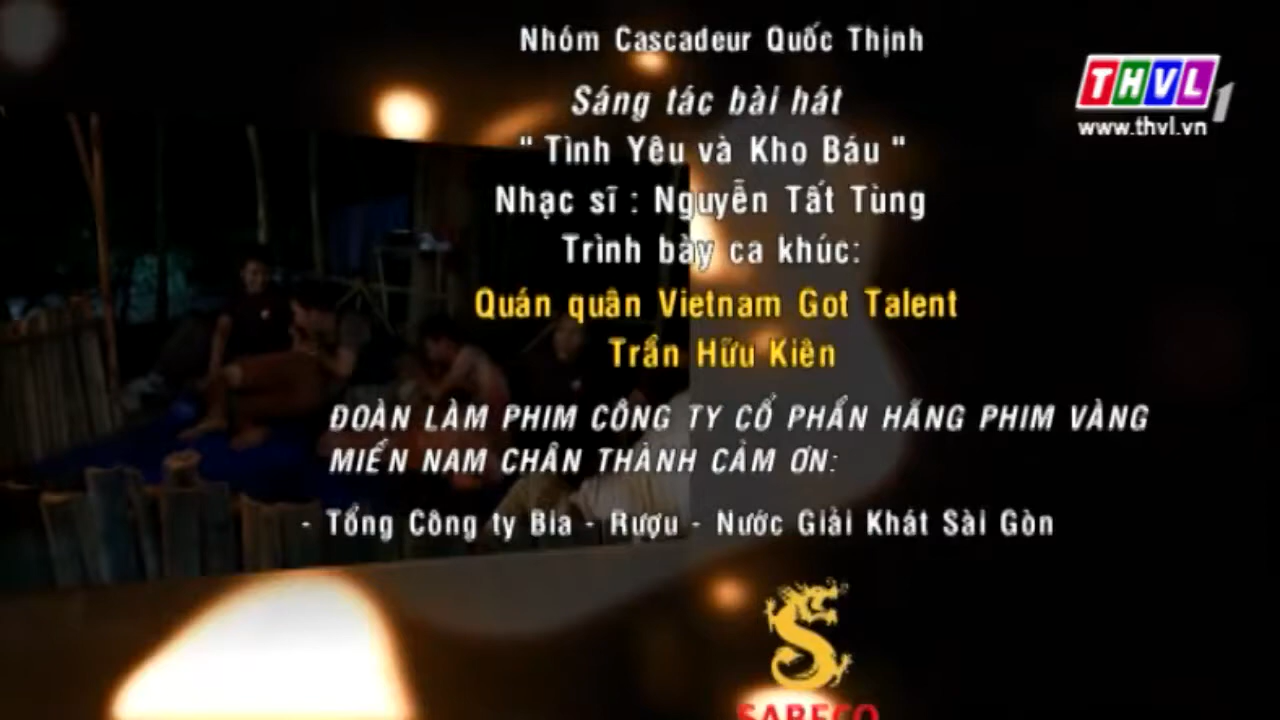 Nhóm Cascadeur Quốc Thịnh
THVL1
www.thvl.vn
Sáng tác bài hát
" Tình Yêu và Kho Báu "
Nhạc sĩ : Nguyễn Tất Tùng
Trình bày ca khúc:
Quán quân Vietnam Got Talent
Trần Hữu Kiên
ĐOÀN LÀM PHIM CÔNG TY CỔ PHẦN HÃNG PHIM VÀNG
MIỀN NAM CHÂN THÀNH CẢM ƠN:
- Tổng Công ty Bia - Rượu - Nước Giải Khát Sài Gòn
SABECO